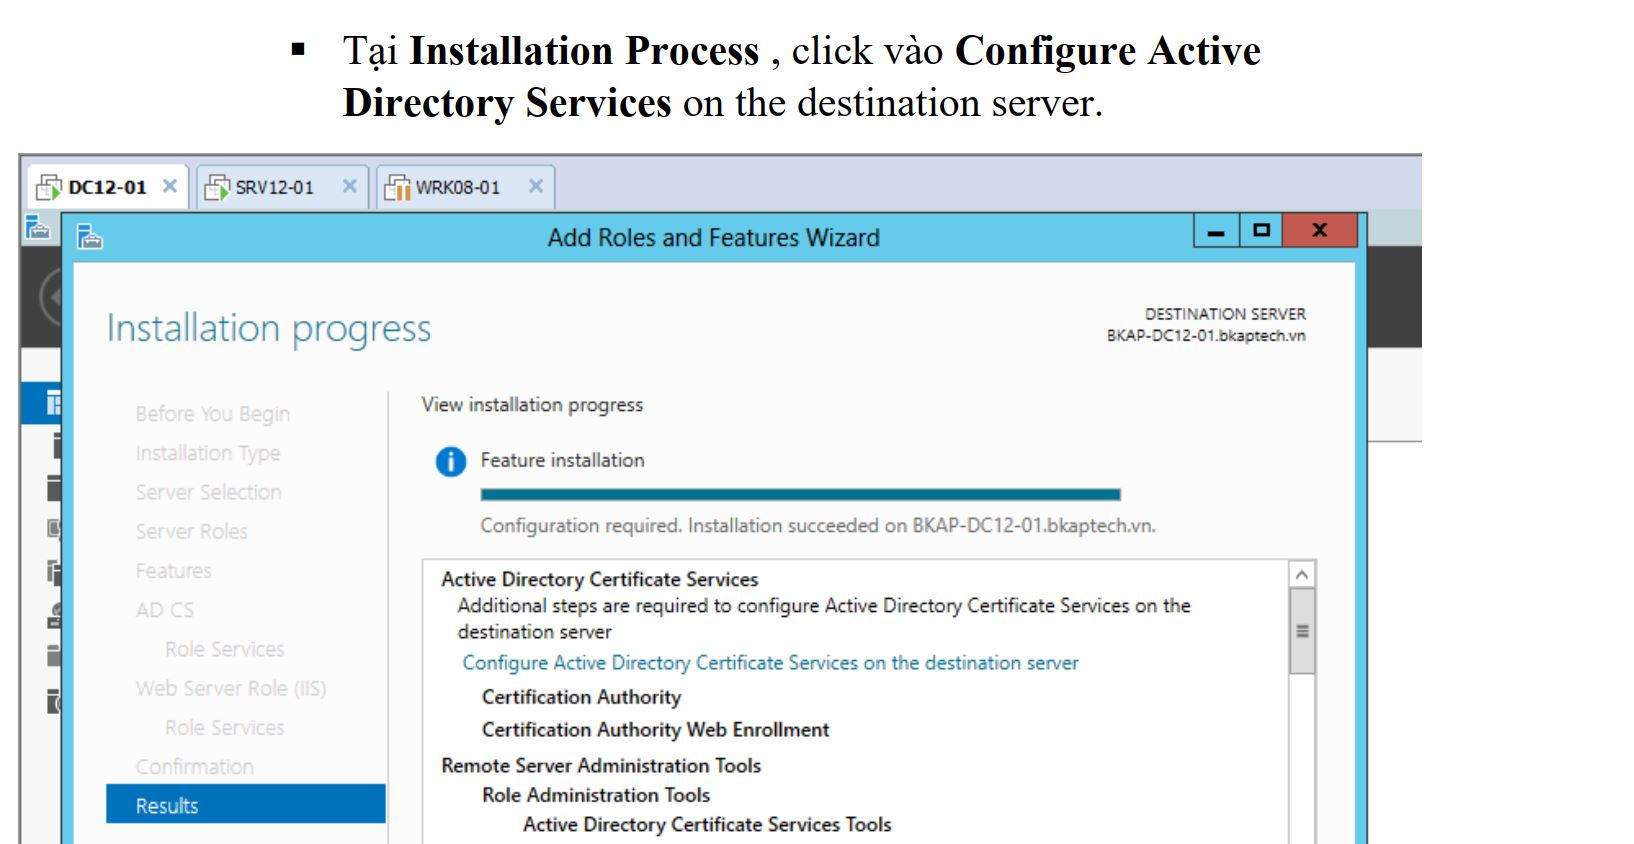 ▪ Tại Installation Process , click vào Configure Active
Directory Services on the destination server.
DC12-01
SRV12-01
WRK08-01
Add Roles and Features Wizard
Installation progress
DESTINATION SERVER
BKAP-DC12-01.bkaptech.vn
Before You Begin
Installation Type
Server Selection
Server Roles
Features
AD CS
Role Services
Web Server Role (IIS)
Role Services
Confirmation
Results
View installation progress
Feature installation
Configuration required. Installation succeeded on BKAP-DC12-01.bkaptech.vn.
Active Directory Certificate Services
Additional steps are required to configure Active Directory Certificate Services on the
destination server
Configure Active Directory Certificate Services on the destination server
Certification Authority
Certification Authority Web Enrollment
Remote Server Administration Tools
Role Administration Tools
Active Directory Certificate Services Tools